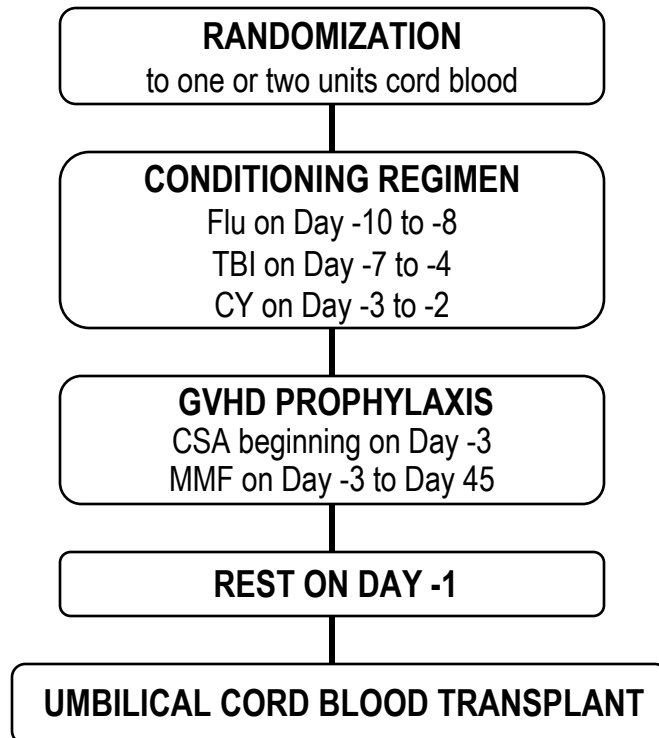 RANDOMIZATION
to one or two units cord blood
CONDITIONING REGIMEN
Flu on Day -10 to -8
TBI on Day -7 to -4
CY on Day -3 to -2
GVHD PROPHYLAXIS
CSA beginning on Day -3
MMF on Day -3 to Day 45
REST ON DAY -1
UMBILICAL CORD BLOOD TRANSPLANT